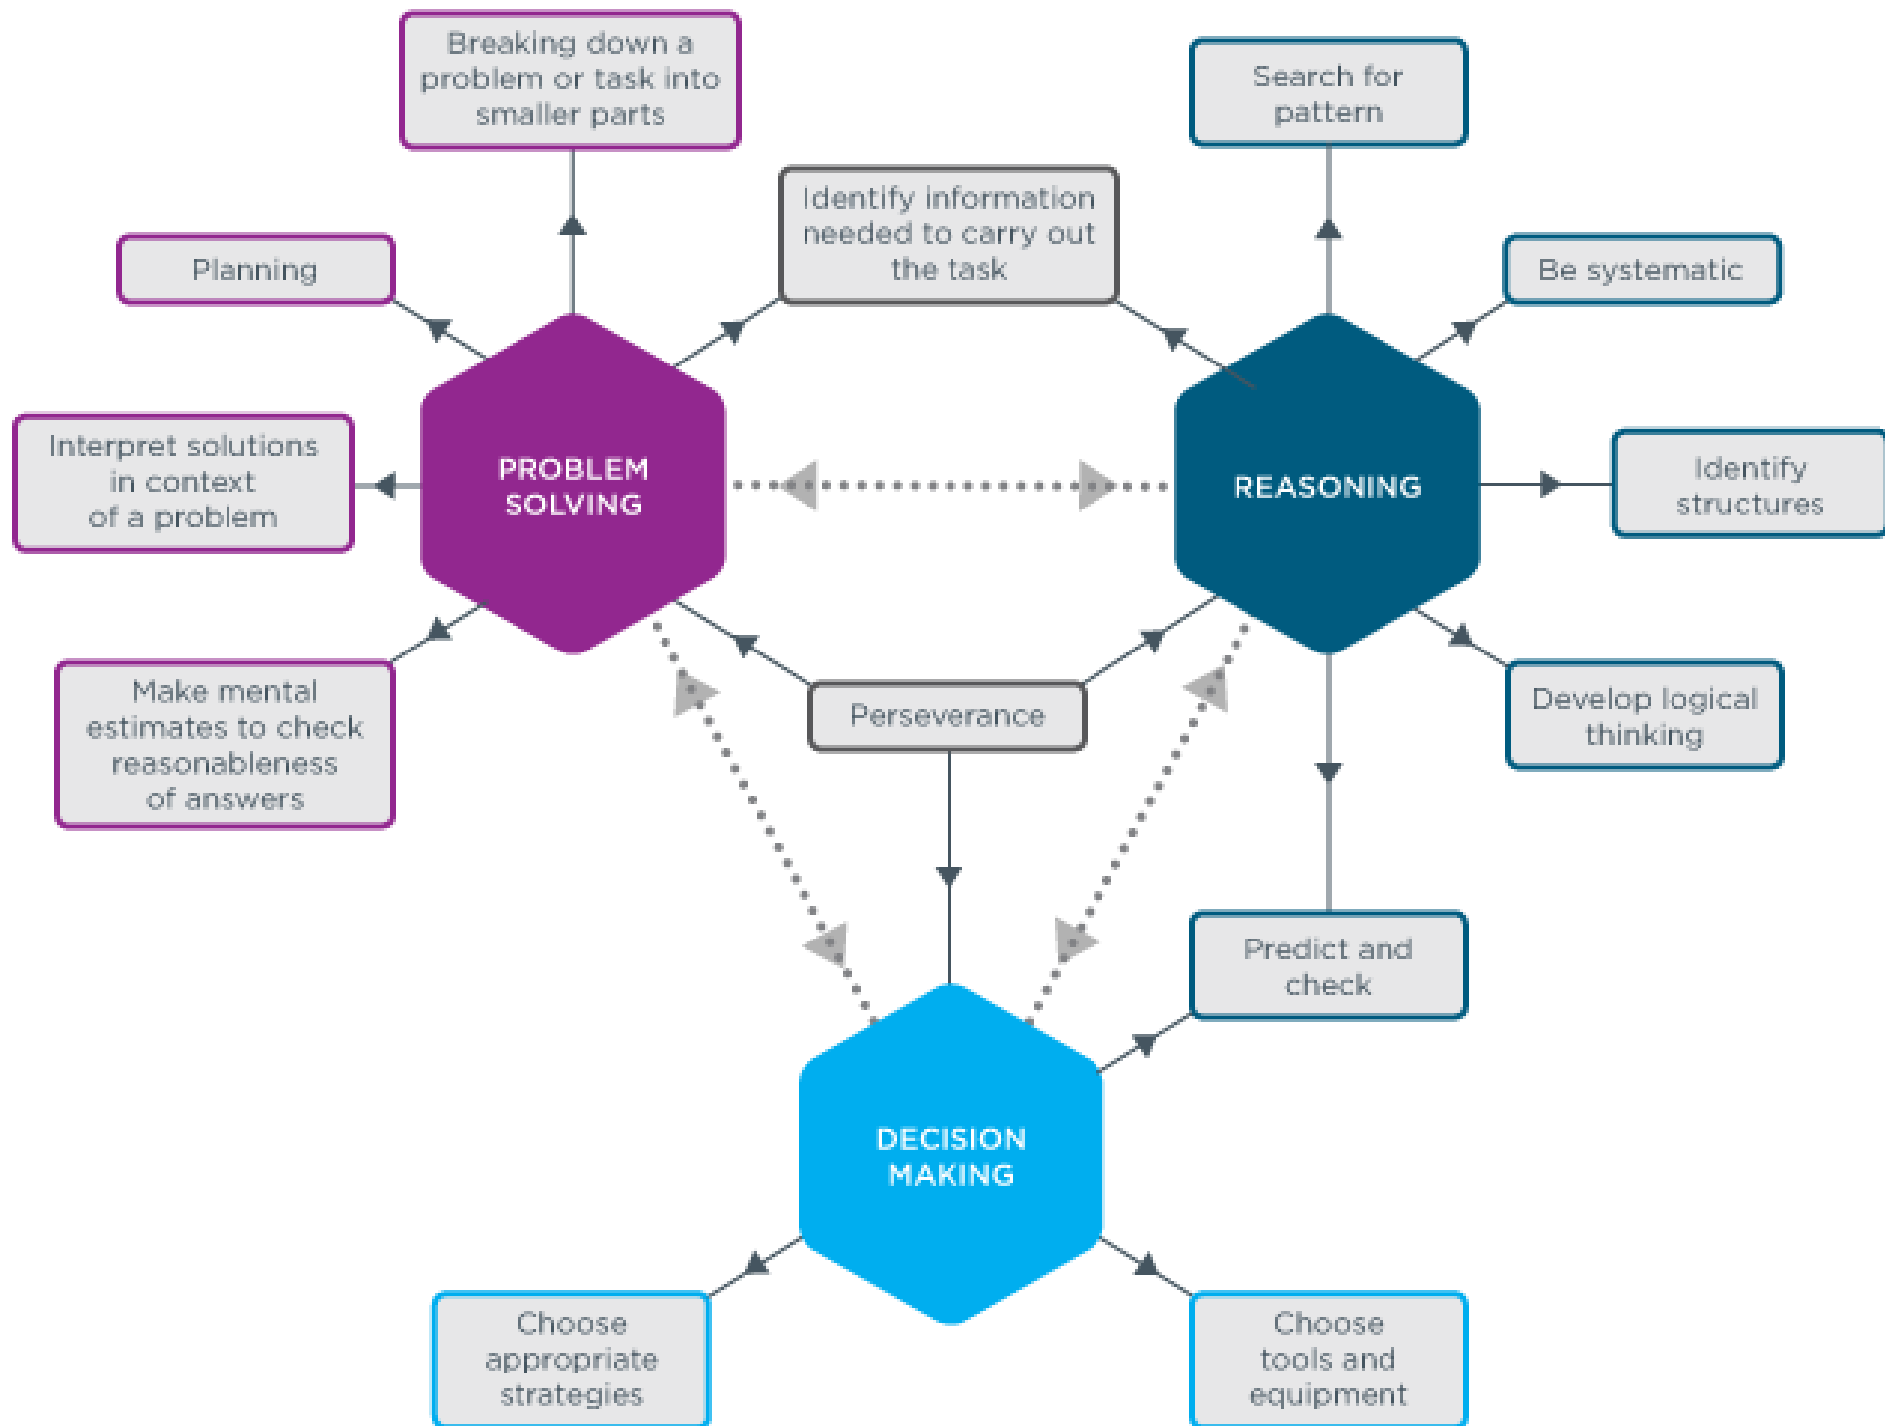 Breaking down a
problem or task into
smaller parts
Search for
pattern
Identify information
needed to carry out
the task
Planning
Be systematic
Interpret solutions
in context
of a problem
PROBLEM
SOLVING
REASONING
Identify
structures
Make mental
estimates to check
reasonableness
of answers
Perseverance
Develop logical
thinking
Predict and
check
DECISION
MAKING
Choose
appropriate
strategies
Choose
tools and
equipment